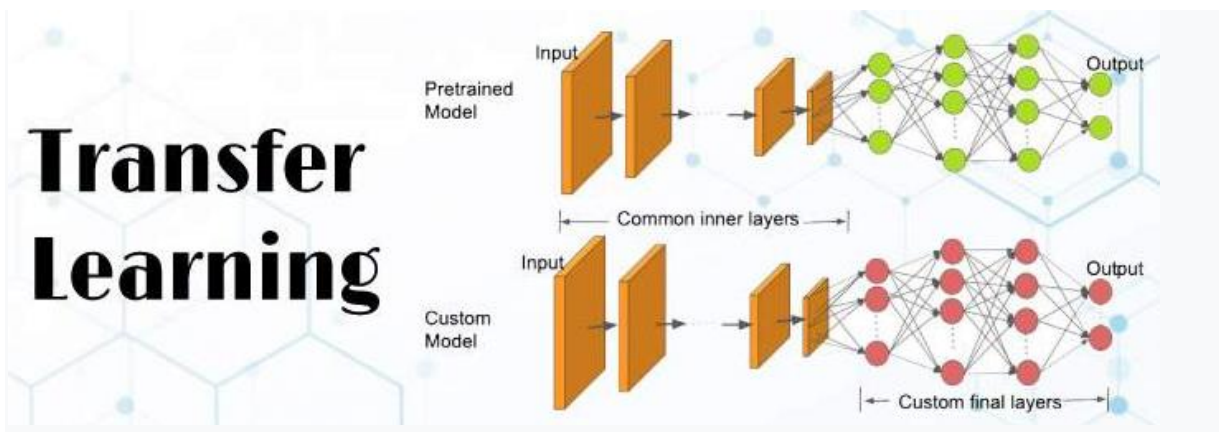 Transfer
Learning
Input
Pretrained
Model
Output
Common inner layers
Input
Custom
Model
Output
Custom final layers